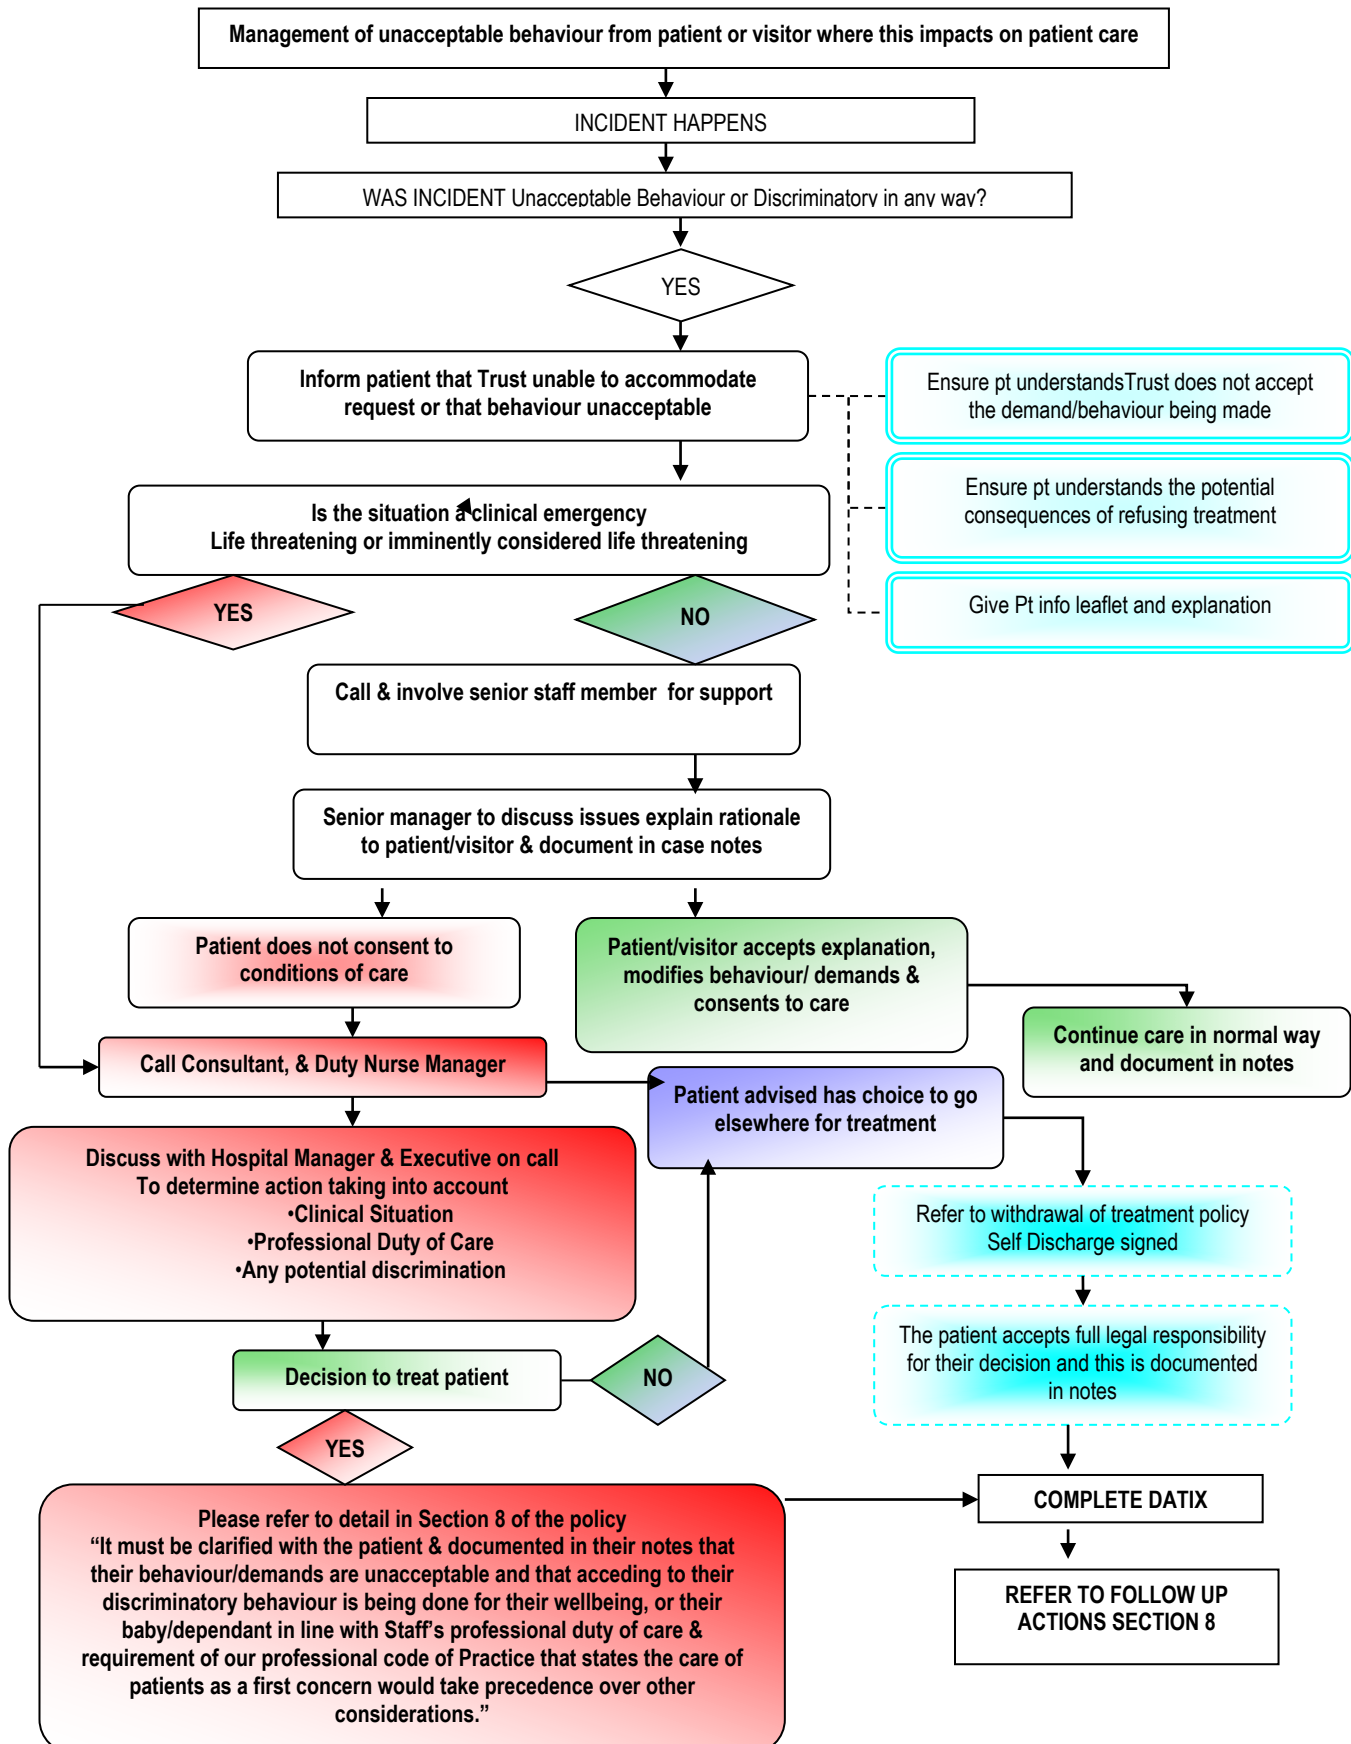 Management of unacceptable behaviour from patient or visitor where this impacts on patient care
INCIDENT HAPPENS
WAS INCIDENT Unacceptable Behaviour or Discriminatory in any way?
YES
Inform patient that Trust unable to accommodate
request or that behaviour unacceptable
Ensure pt understandsTrust does not accept
the demand/behaviour being made
Ensure pt understands the potential
consequences of refusing treatment
Give Pt info leaflet and explanation
Is the situation a clinical emergency
Life threatening or imminently considered life threatening
YES
NO
Call & involve senior staff member for support
Senior manager to discuss issues explain rationale
to patient/visitor & document in case notes
Patient does not consent to
conditions of care
Patient/visitor accepts explanation,
modifies behaviour/ demands &
consents to care
Continue care in normal way
and document in notes
Call Consultant, & Duty Nurse Manager
Patient advised has choice to go
elsewhere for treatment
Discuss with Hospital Manager & Executive on call
To determine action taking into account
•Clinical Situation
•Professional Duty of Care
•Any potential discrimination
Refer to withdrawal of treatment policy
Self Discharge signed
The patient accepts full legal responsibility
for their decision and this is documented
in notes
Decision to treat patient
NO
YES
Please refer to detail in Section 8 of the policy
“It must be clarified with the patient & documented in their notes that
their behaviour/demands are unacceptable and that acceding to their
discriminatory behaviour is being done for their wellbeing, or their
baby/dependant in line with Staff’s professional duty of care &
requirement of our professional code of Practice that states the care of
patients as a first concern would take precedence over other
considerations.”
COMPLETE DATIX
REFER TO FOLLOW UP
ACTIONS SECTION 8